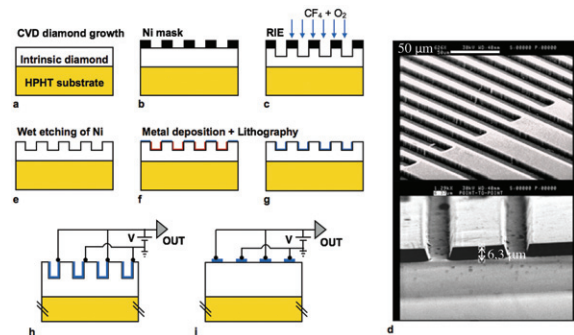 CVD diamond growth
Intrinsic diamond
HPHT substrate
a
Ni mask
b
RIE
CF4 + O2
c
Wet etching of Ni
e
Metal deposition + Lithography
f
g
V
OUT
h
V
OUT
i
50 μm
6.3 μm
d